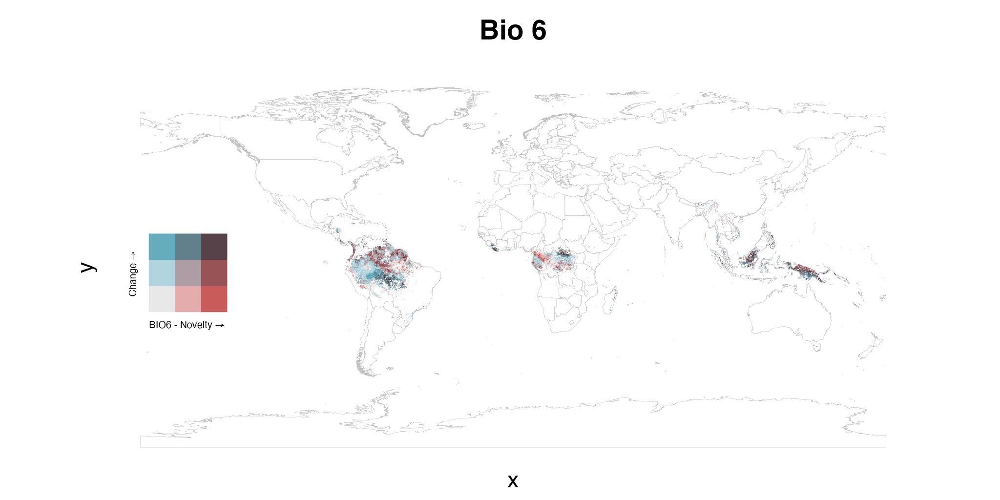 Bio 6
y
Change →
BIO6 - Novelty →
x